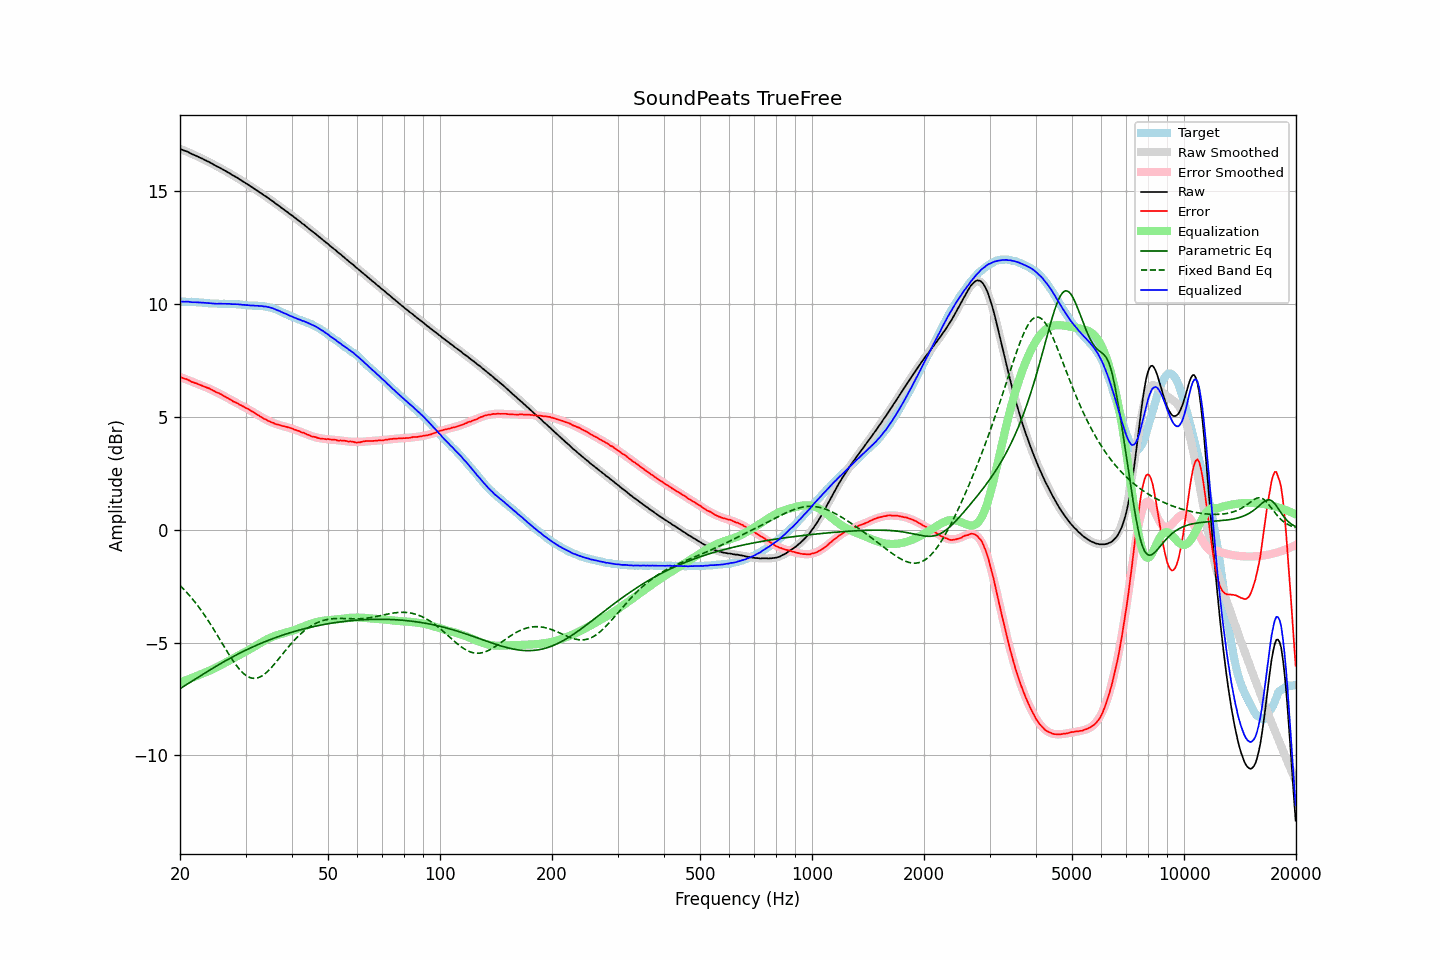 SoundPeats TrueFree
Amplitude (dBr)
15
10
5
0
−5
−10
Target
Raw Smoothed
Error Smoothed
Raw
Error
Equalization
Parametric Eq
Fixed Band Eq
Equalized
20 50 100 200 500 1000 2000 5000 10000 20000
Frequency (Hz)